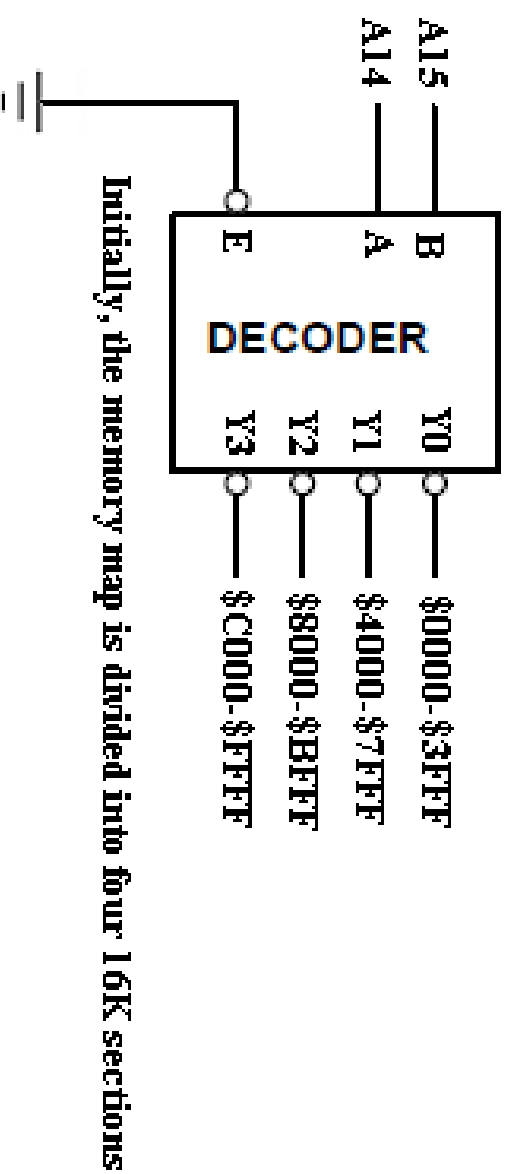 A15
A14
B
A
E
DECODER
Y0
Y1
Y2
Y3
$0000-$3FFF
$4000-$7FFF
$8000-$BFFF
$C000-$FFFF
Initially, the memory map is divided into four 16K sections